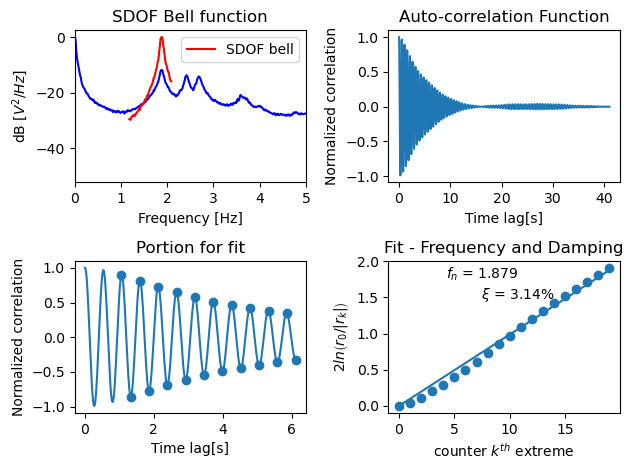 SDOF Bell function
dB [V²/Hz]
0
−20
−40
SDOF bell
0 1 2 3 4 5
Frequency [Hz]
Auto-correlation Function
Normalized correlation
1.0
0.5
0.0
−0.5
−1.0
0 10 20 30 40
Time lag[s]
Portion for fit
Normalized correlation
1.0
0.5
0.0
−0.5
−1.0
0 2 4 6
Time lag[s]
Fit - Frequency and Damping
2ln(r₀/|rₖ|)
2.0
1.5
1.0
0.5
0.0
fₙ = 1.879
ξ = 3.14%
0 5 10 15
counter kᵗʰ extreme